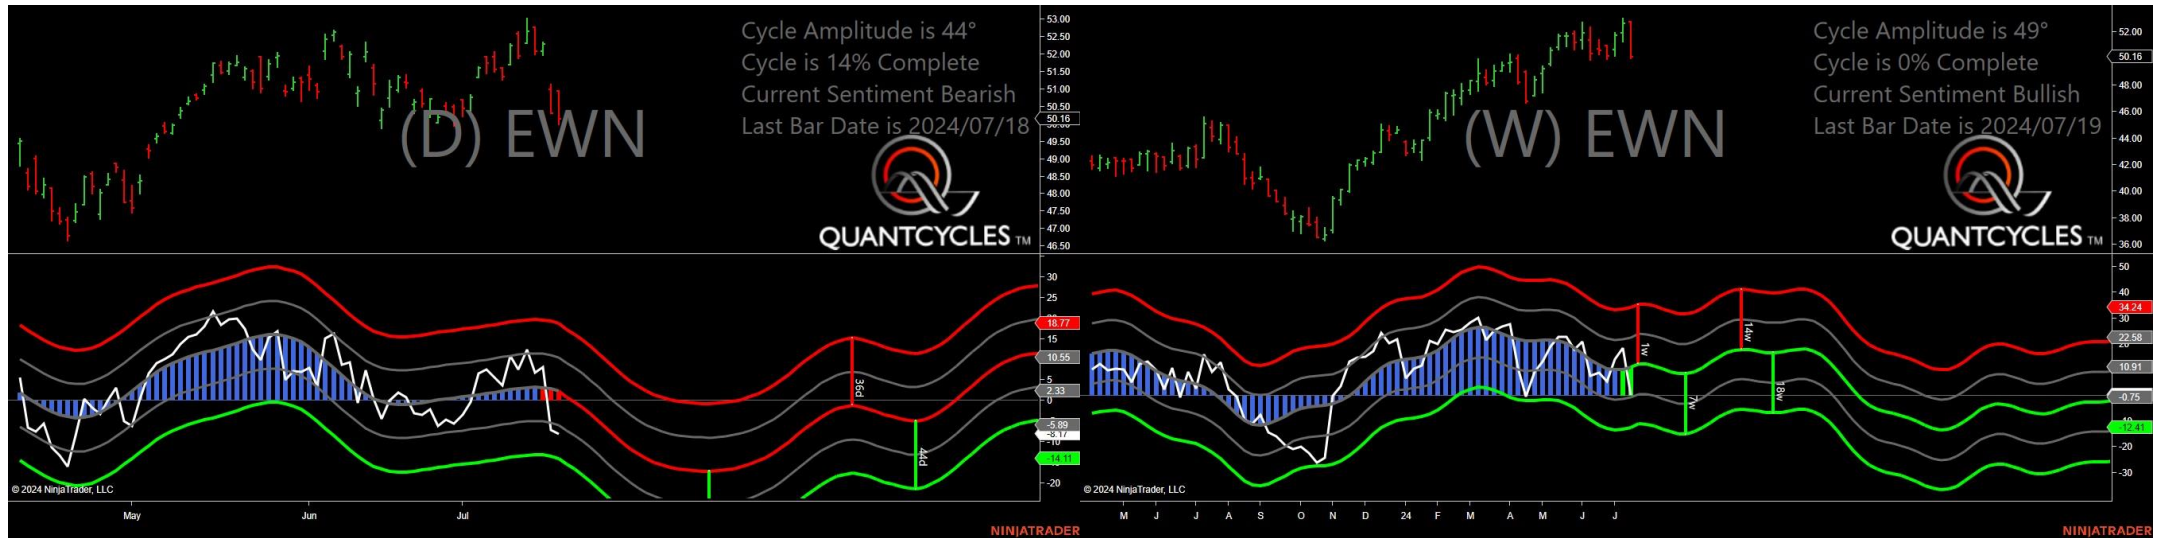 Cycle Amplitude is 44°
Cycle is 14% Complete
Current Sentiment Bearish
Last Bar Date is 2024/07/18
(D) EWN
QUANTCYCLES TM
53.00
52.50
52.00
51.50
51.00
50.50
50.16
49.50
49.00
48.50
48.00
47.50
47.00
46.50
30
25
18.77
15
10.55
5
2.33
0
-5.89
-8.17
-10
-14.11
-20
36d
44d
© 2024 NinjaTrader, LLC
May
Jun
Jul
NINJATRADER
Cycle Amplitude is 49°
Cycle is 0% Complete
Current Sentiment Bullish
Last Bar Date is 2024/07/19
(W) EWN
QUANTCYCLES TM
52.00
50.16
48.00
46.00
44.00
42.00
40.00
38.00
36.00
50
40
34.24
30
22.58
10.91
-0.75
-12.41
-20
-30
1w
7w
14w
18w
© 2024 NinjaTrader, LLC
M J J A S O N D 24 F M A M J J
NINJATRADER